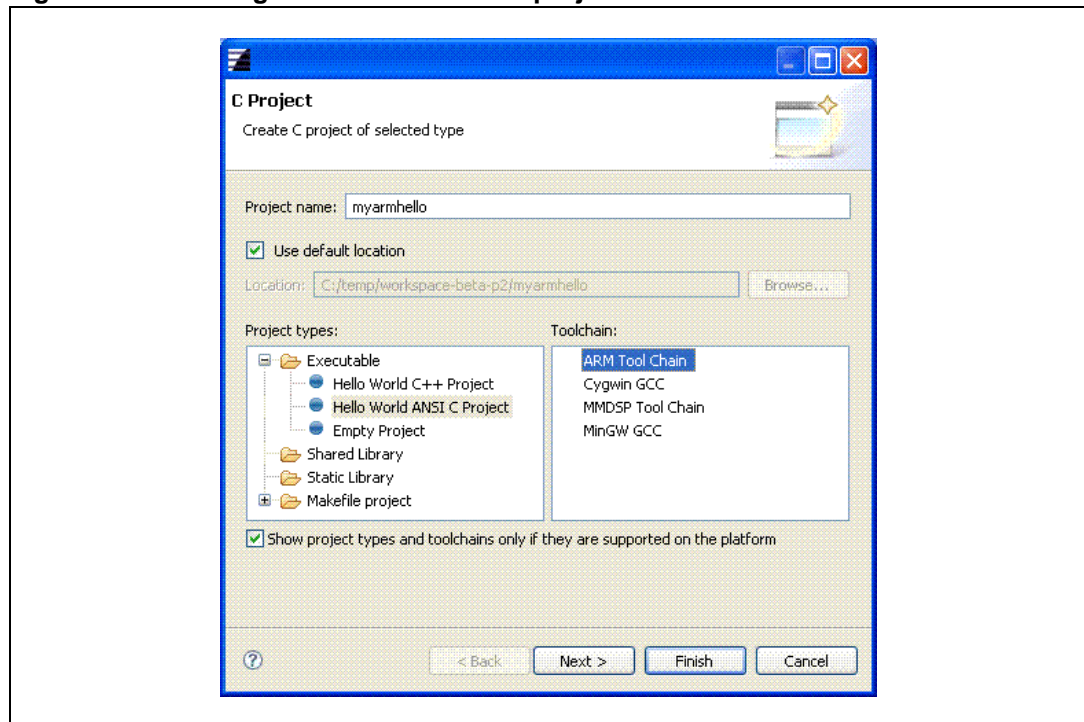 C Project
Create C project of selected type
Project name: myarmhello
Use default location
Location: C:/temp/workspace-beta-p2/myarmhello Browse...
Project types:
Executable
Hello World C++ Project
Hello World ANSI C Project
Empty Project
Shared Library
Static Library
Makefile project
Toolchain:
ARM Tool Chain
Cygwin GCC
MMDSP Tool Chain
MinGW GCC
Show project types and toolchains only if they are supported on the platform
< Back Next > Finish Cancel